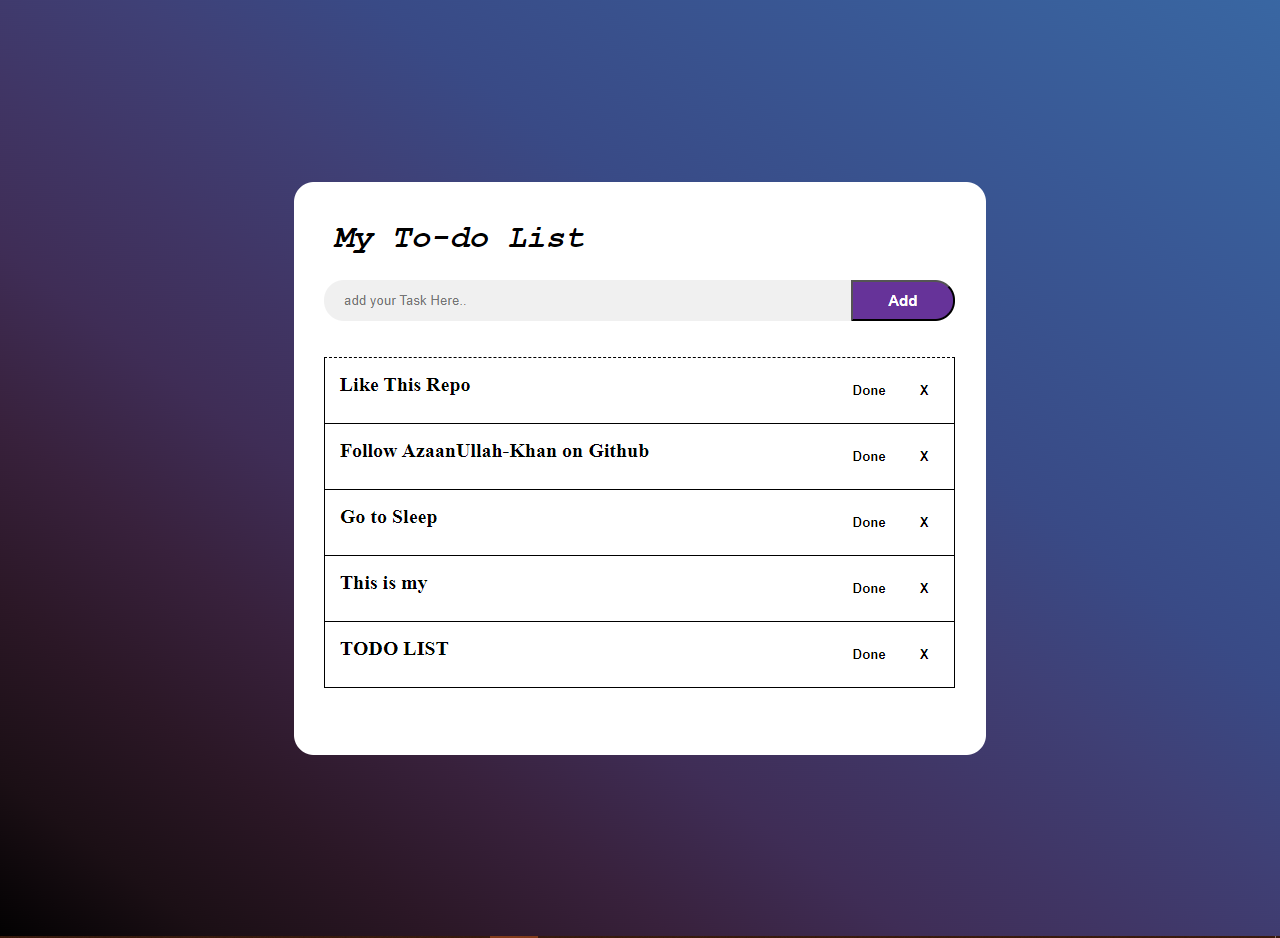 My To-do List
add your Task Here..
Add
Like This Repo Done X
Follow AzaanUllah-Khan on Github Done X
Go to Sleep Done X
This is my Done X
TODO LIST Done X